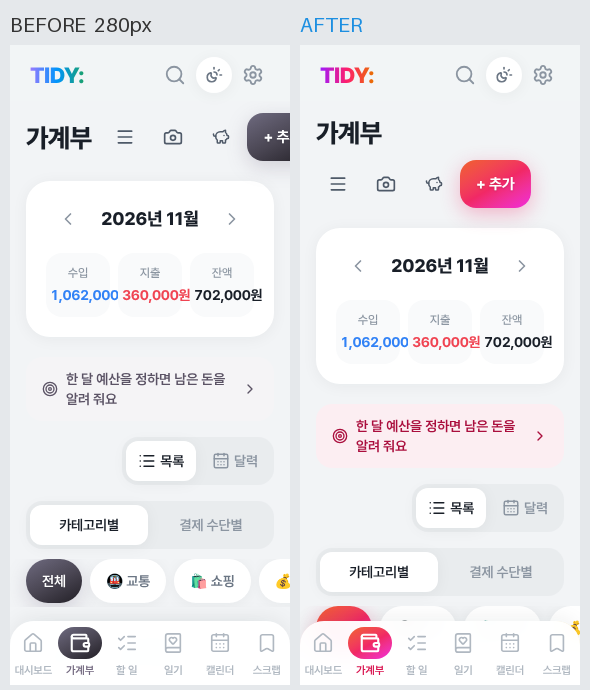 BEFORE 280px
TIDY:
가계부
+ 추
2026년 11월
수입
지출
잔액
1,062,000
360,000원
702,000원
한 달 예산을 정하면 남은 돈을
알려 줘요
목록
달력
카테고리별
결제 수단별
전체
교통
쇼핑
대시보드
가계부
할 일
일기
캘린더
스크랩
AFTER
TIDY:
가계부
+ 추가
2026년 11월
수입
지출
잔액
1,062,000
360,000원
702,000원
한 달 예산을 정하면 남은 돈을
알려 줘요
목록
달력
카테고리별
결제 수단별
대시보드
가계부
할 일
일기
캘린더
스크랩